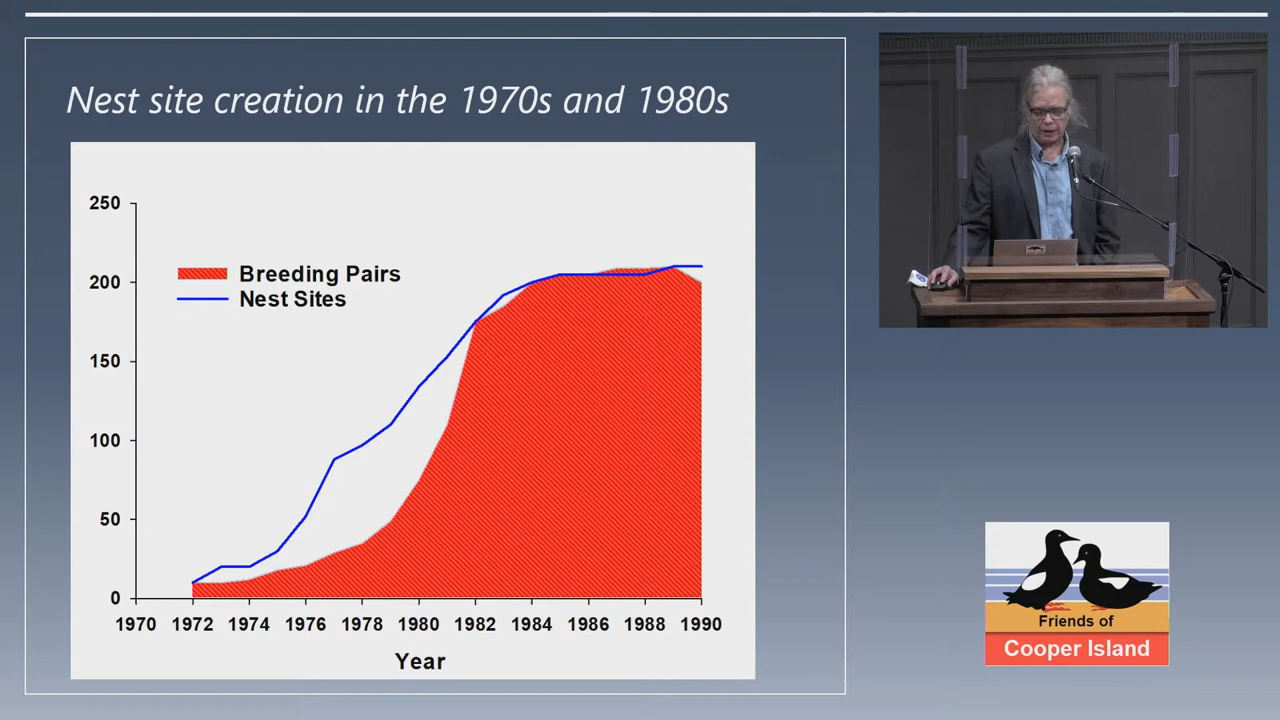 Nest site creation in the 1970s and 1980s
250
200
150
100
50
0
Breeding Pairs
Nest Sites
1970 1972 1974 1976 1978 1980 1982 1984 1986 1988 1990
Year
Friends of
Cooper Island